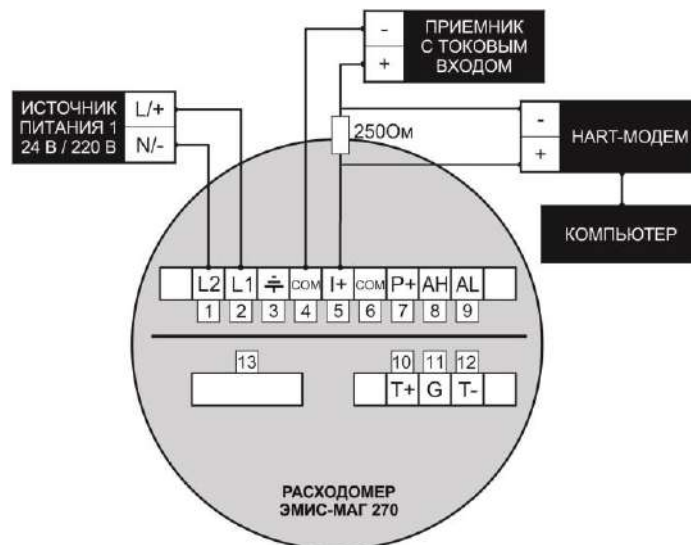 -
+
ПРИЕМНИК
С ТОКОВЫМ
ВХОДОМ
ИСТОЧНИК
ПИТАНИЯ 1
24 В / 220 В
L/+
N/-
250Ом
-
+
HART-МОДЕМ
КОМПЬЮТЕР
L2 L1 COM I+ COM P+ AH AL
1 2 3 4 5 6 7 8 9
13
10 11 12
T+ G T-
РАСХОДОМЕР
ЭМИС-МАГ 270